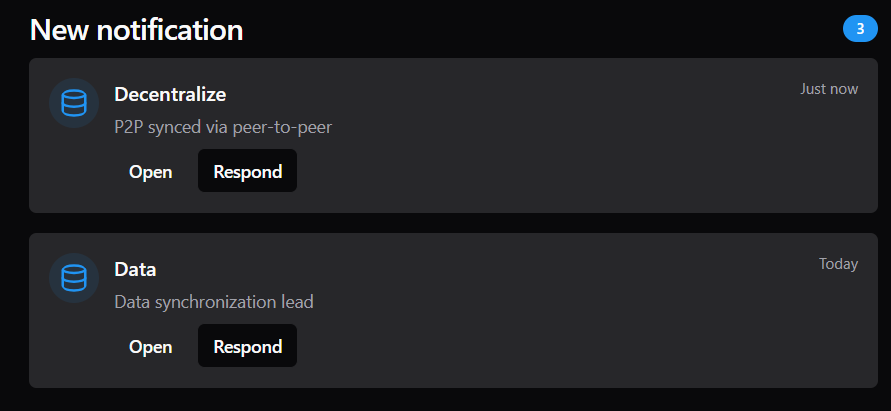 New notification
3
Decentralize
Just now
P2P synced via peer-to-peer
Open
Respond
Data
Today
Data synchronization lead
Open
Respond